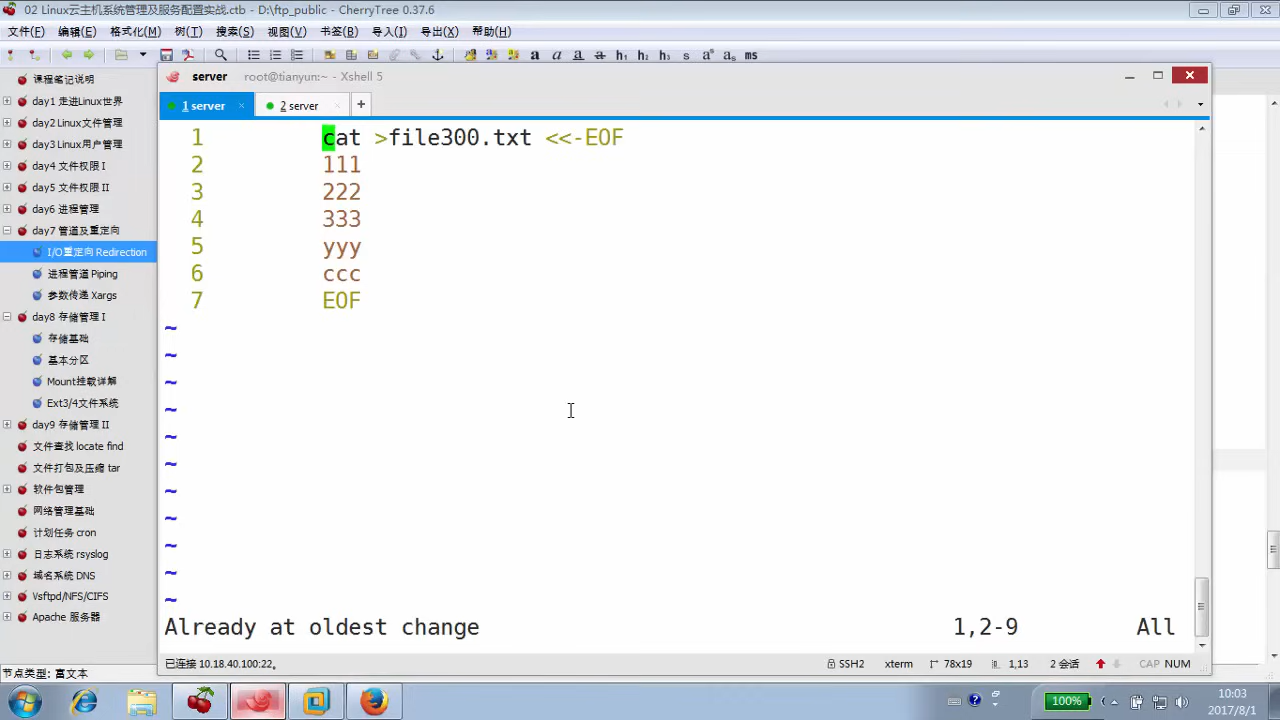 02 Linux云主机系统管理及服务配置实战.ctb - D:\ftp_public - CherryTree 0.37.6
文件(F) 编辑(E) 格式化(M) 树(T) 搜索(S) 视图(V) 书签(B) 导入(I) 导出(X) 帮助(H)
a a a a h₁ h₂ h₃ s aˢ aₛ ms
课程笔记说明
day1 走进Linux世界
day2 Linux文件管理
day3 Linux用户管理
day4 文件权限 I
day5 文件权限 II
day6 进程管理
day7 管道及重定向
I/O重定向 Redirection
进程管道 Piping
参数传递 Xargs
day8 存储管理 I
存储基础
基本分区
Mount挂载详解
Ext3/4文件系统
day9 存储管理 II
文件查找 locate find
文件打包及压缩 tar
软件包管理
网络管理基础
计划任务 cron
日志系统 rsyslog
域名系统 DNS
Vsftpd/NFS/CIFS
Apache 服务器
节点类型: 富文本
server root@tianyun:~ - Xshell 5
1 server × 2 server × +
1 cat >file300.txt <<-EOF
2 111
3 222
4 333
5 yyy
6 ccc
7 EOF
~
~
~
~
~
~
~
~
~
~
~
Already at oldest change 1,2-9 All
已连接 10.18.40.100:22。 SSH2 xterm 78x19 1,13 2 会话 CAP NUM
100% 10:03
2017/8/1